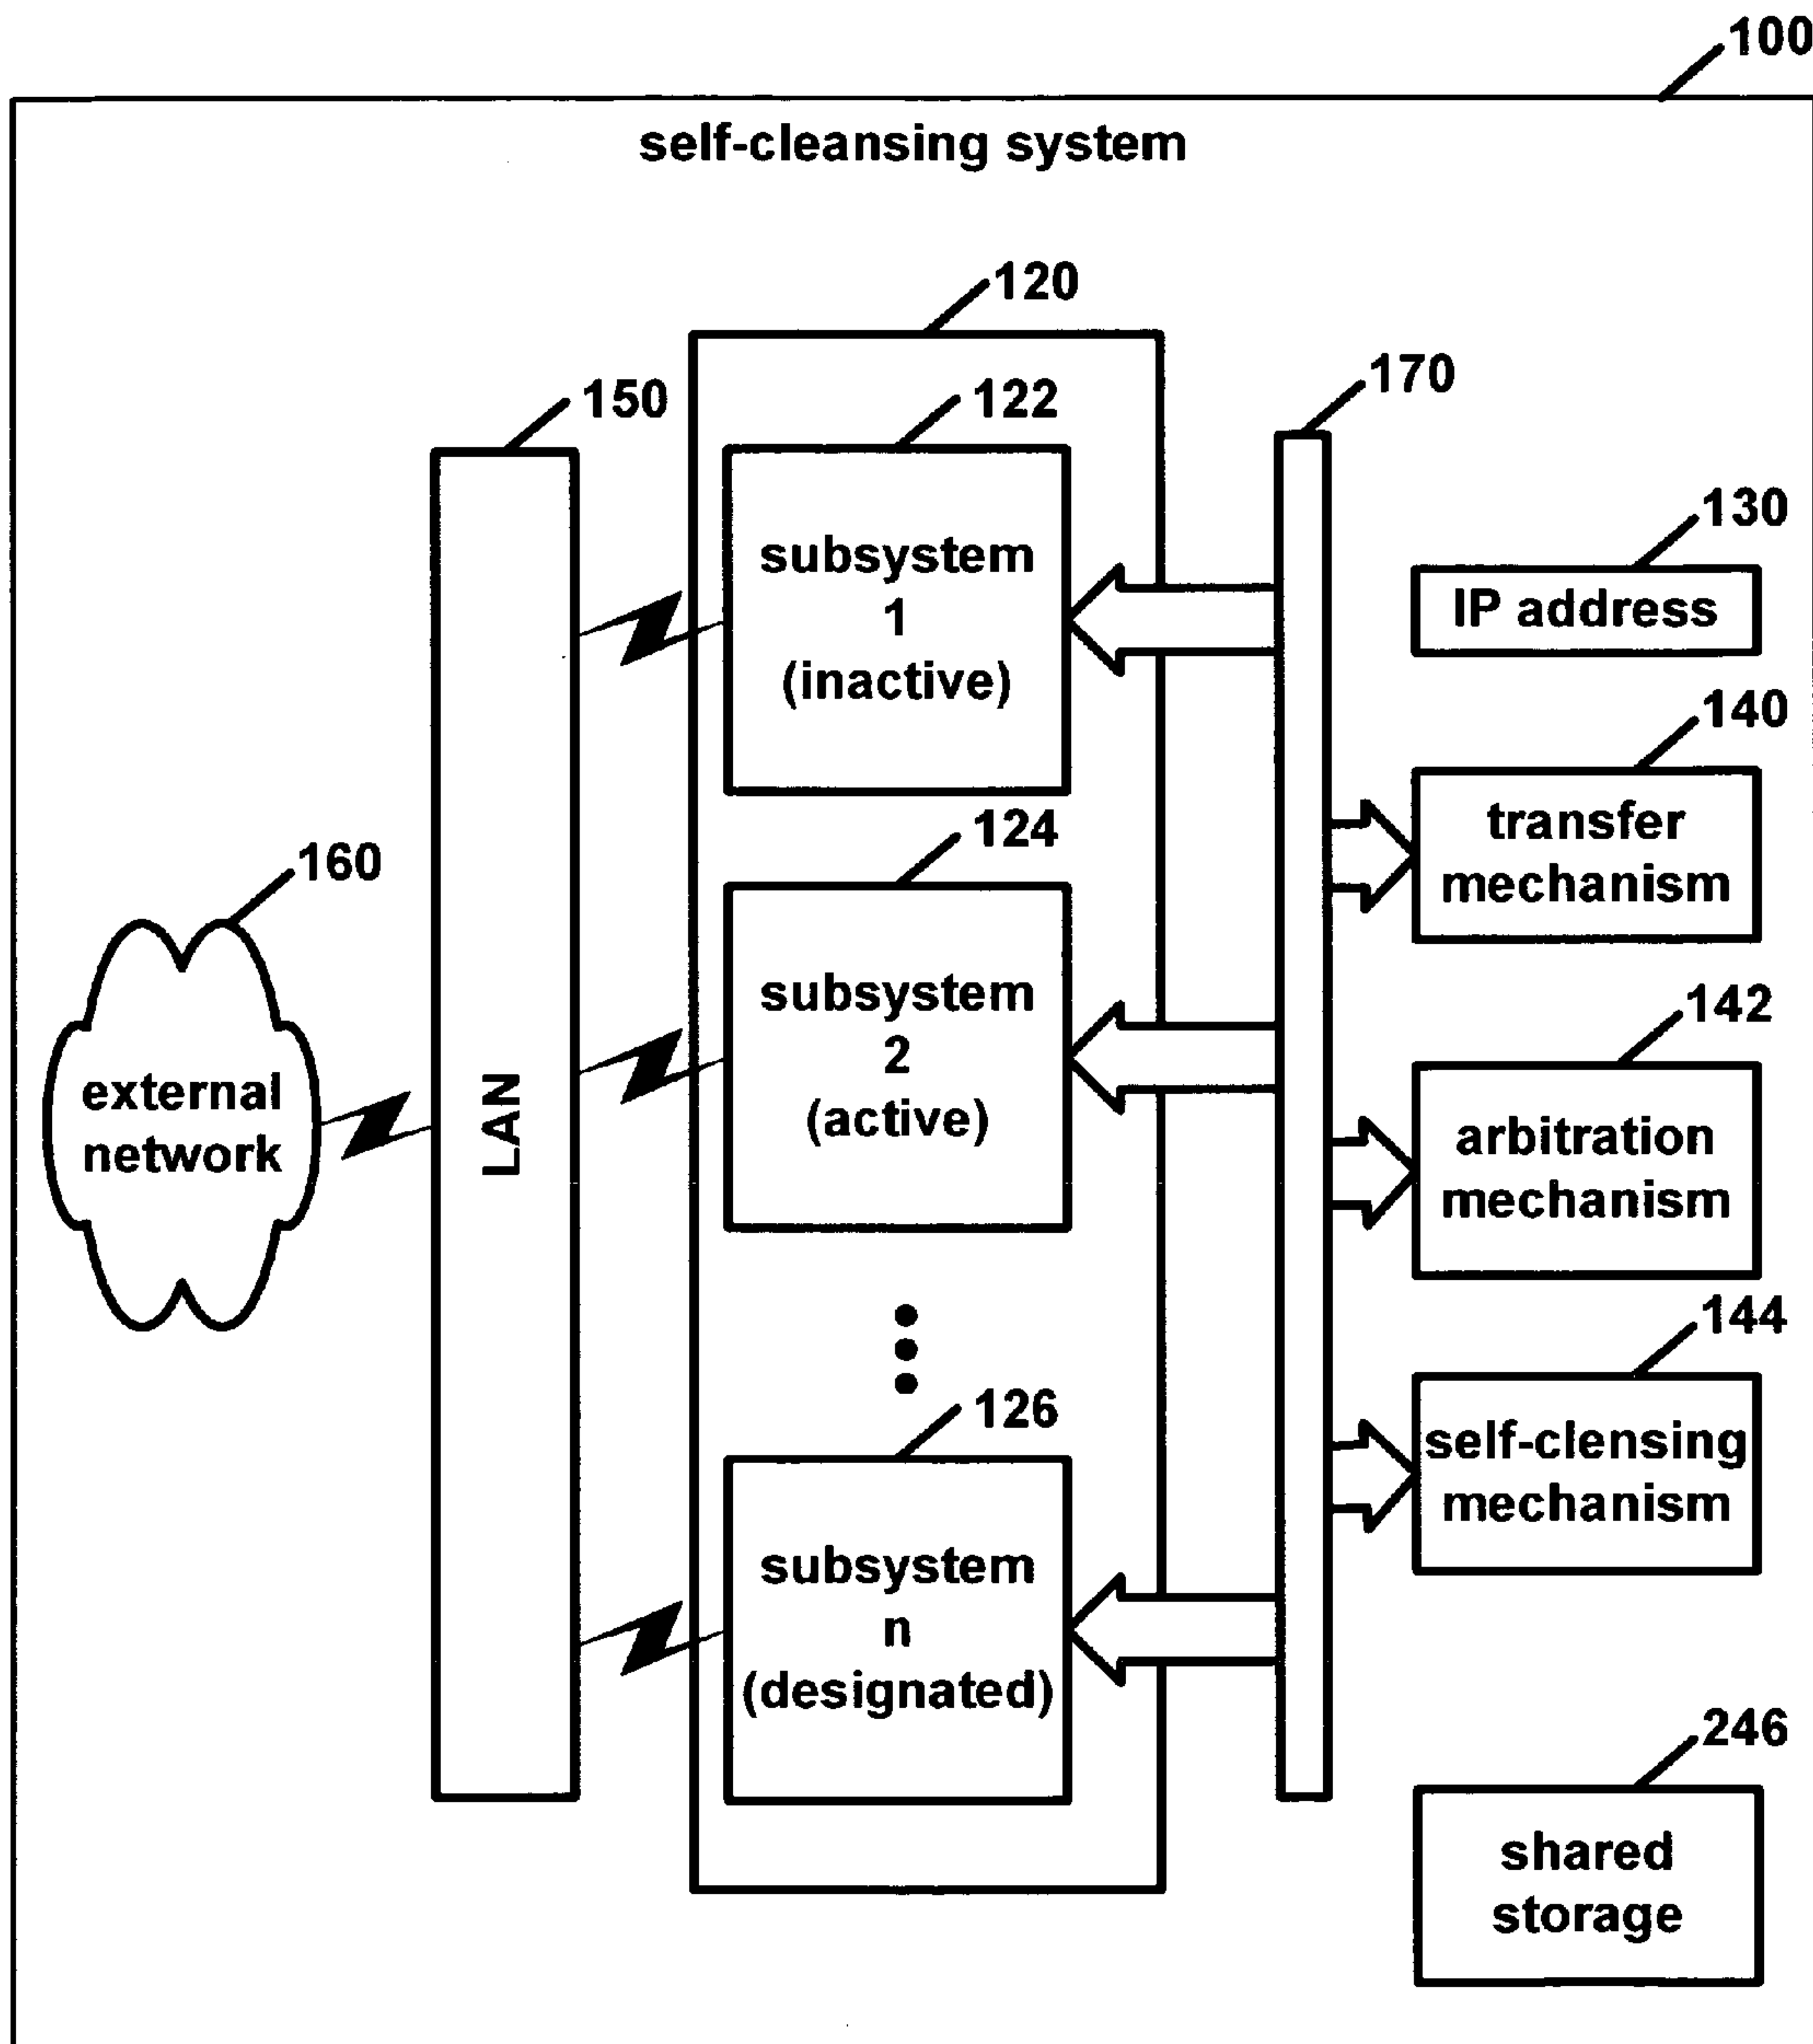 100
self-cleansing system
120
150
122
170
subsystem
1
(inactive)
130
IP address
140
transfer
mechanism
124
160
subsystem
2
(active)
external
network
LAN
142
arbitration
mechanism
144
self-clensing
mechanism
126
subsystem
n
(designated)
246
shared
storage